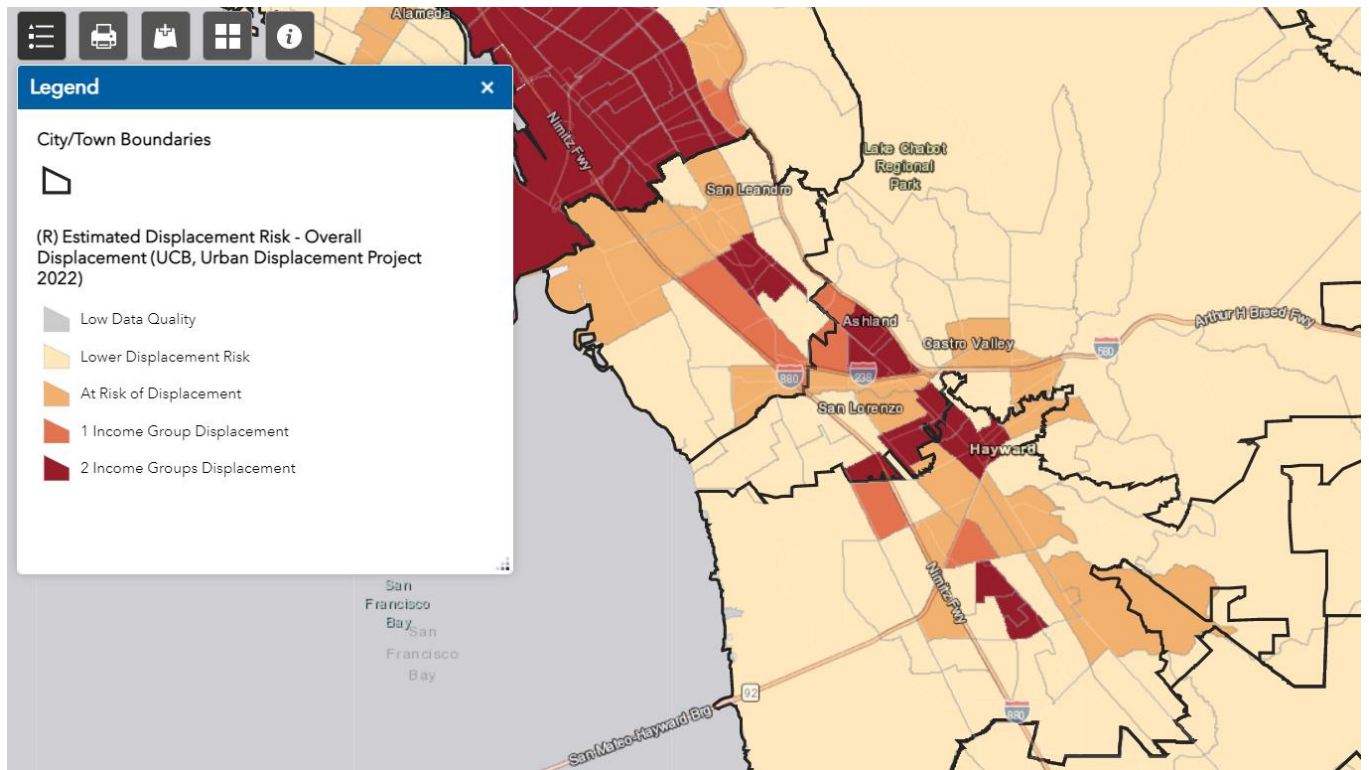 Alameda
Legend
City/Town Boundaries
(R) Estimated Displacement Risk - Overall
Displacement (UCB, Urban Displacement Project
2022)
Low Data Quality
Lower Displacement Risk
At Risk of Displacement
1 Income Group Displacement
2 Income Groups Displacement
Nimitz Fwy
Lake Chabot
Regional
Park
San Leandro
Ashland
Castro Valley
Arthur H Breed Fwy
580
880
238
San Lorenzo
Hayward
Nimitz Fwy
San
Francisco
Bay
San
Francisco
Bay
92
880
San Mateo-Hayward Brg